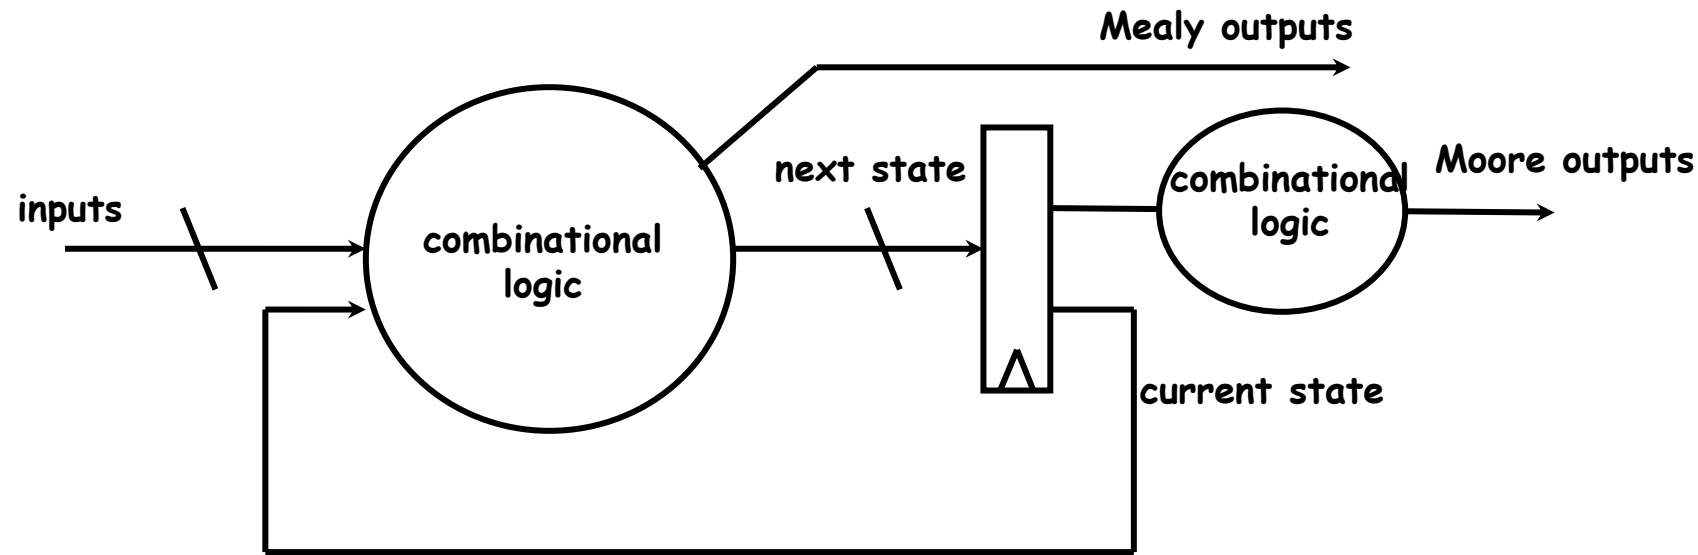 Mealy outputs
next state
combinational
logic
Moore outputs
inputs
combinational
logic
current state